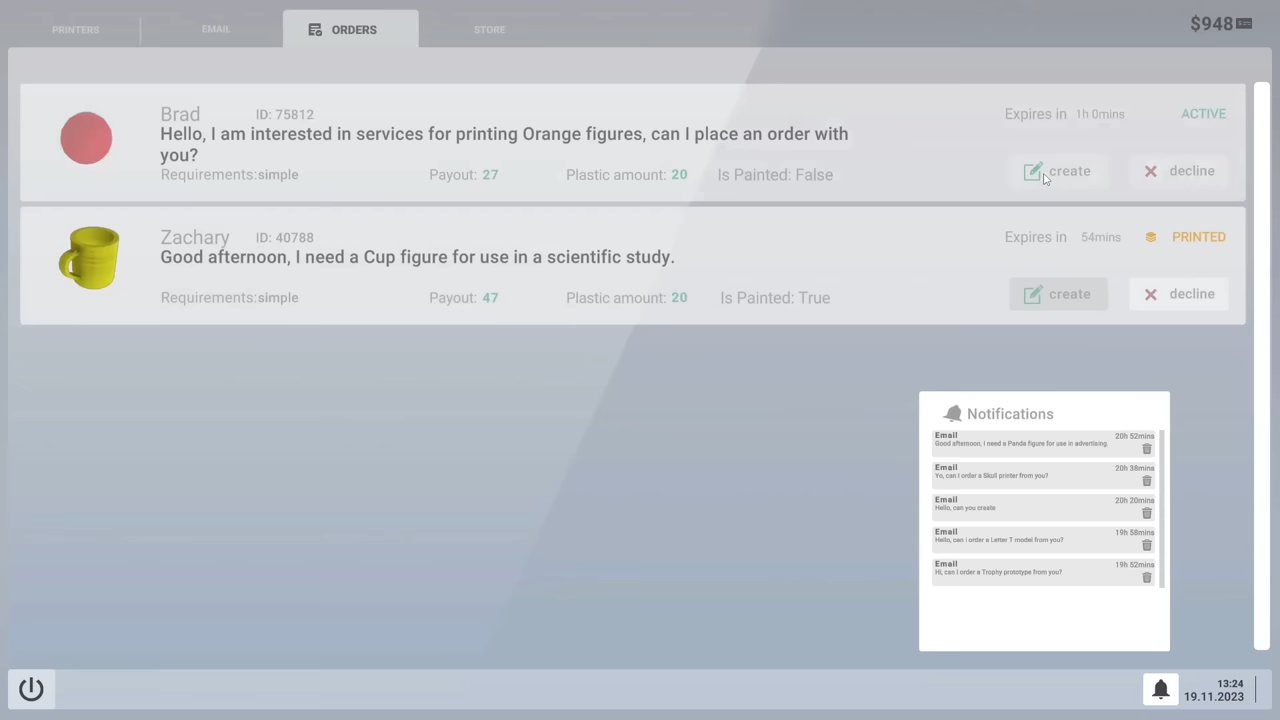 PRINTERS
EMAIL
ORDERS
STORE
$948
Brad ID: 75812
Expires in 1h 0mins ACTIVE
Hello, I am interested in services for printing Orange figures, can I place an order with
you?
Requirements:simple Payout: 27 Plastic amount: 20 Is Painted: False
create decline
Zachary ID: 40788
Expires in 54mins PRINTED
Good afternoon, I need a Cup figure for use in a scientific study.
Requirements:simple Payout: 47 Plastic amount: 20 Is Painted: True
create decline
Notifications
Email 20h 52mins
Good afternoon, I need a Panda figure for use in advertising.
Email 20h 38mins
Yo, can I order a Skull printer from you?
Email 20h 20mins
Hello, can you create
Email 19h 58mins
Hello, can I order a Letter T model from you?
Email 19h 52mins
Hi, can I order a Trophy prototype from you?
13:24
19.11.2023